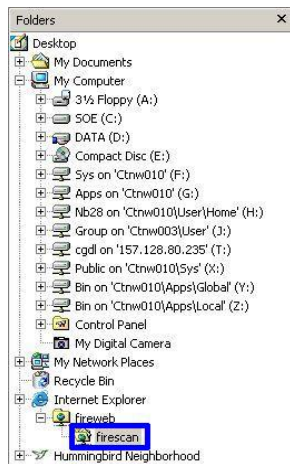 Folders
Desktop
My Documents
My Computer
3½ Floppy (A:)
SOE (C:)
DATA (D:)
Compact Disc (E:)
Sys on 'Ctnw010' (F:)
Apps on 'Ctnw010' (G:)
Nb28 on 'Ctnw010\User\Home' (H:)
Group on 'Ctnw003\User' (J:)
cgdl on '157.128.80.235' (T:)
Public on 'Ctnw010\Sys' (X:)
Bin on 'Ctnw010\Apps\Global' (Y:)
Bin on 'Ctnw010\Apps\Local' (Z:)
Control Panel
My Digital Camera
My Network Places
Recycle Bin
Internet Explorer
fireweb
firescan
Hummingbird Neighborhood